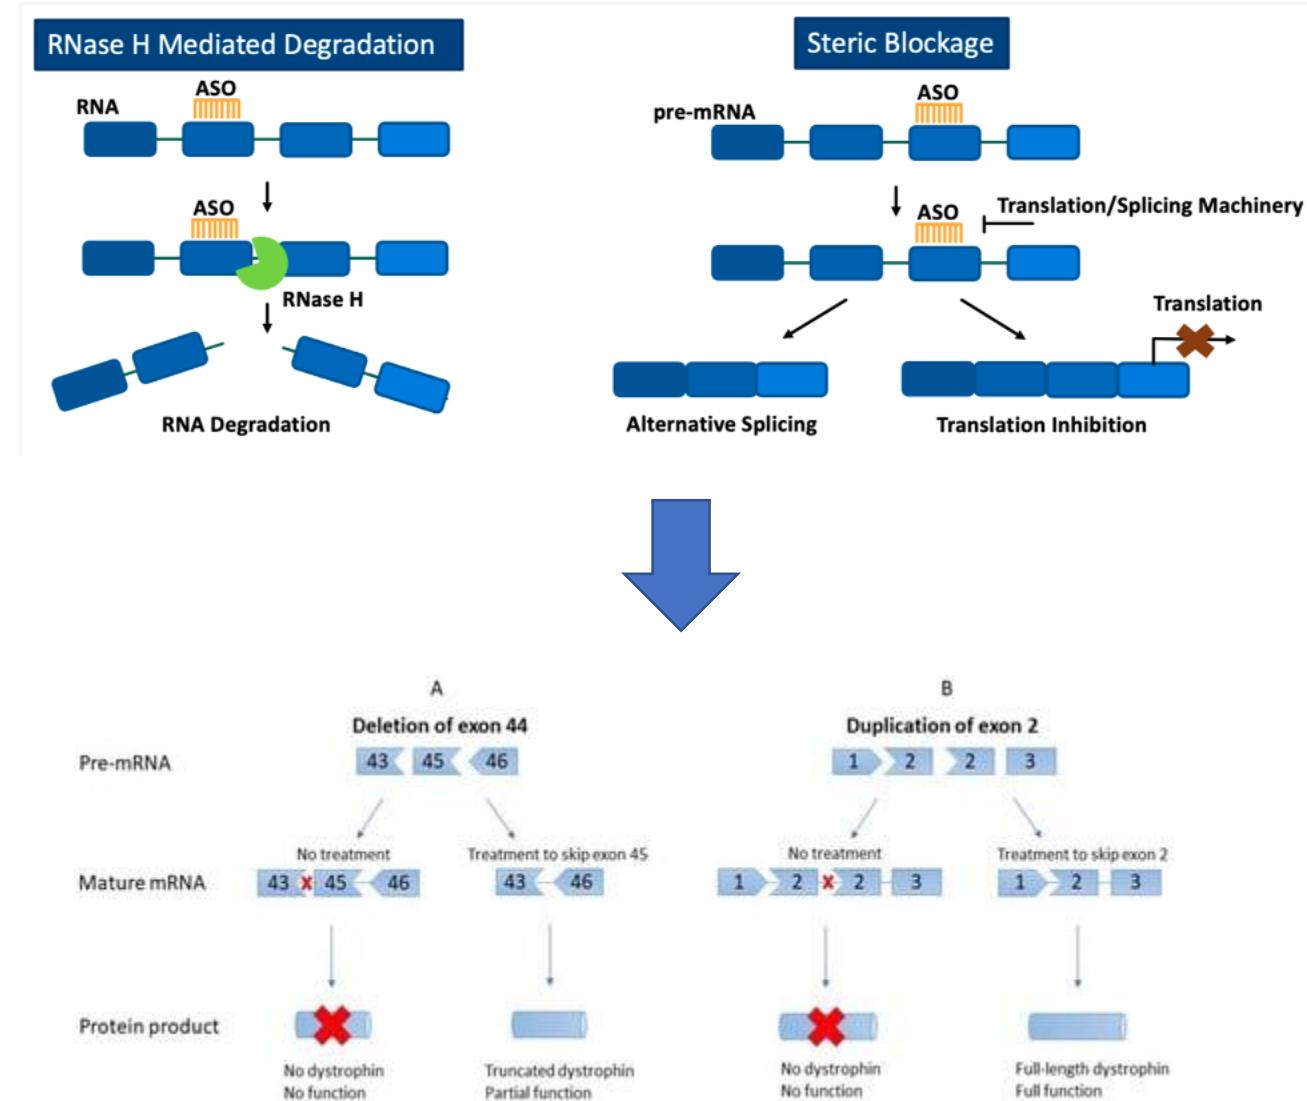 RNase H Mediated Degradation
ASO
RNA
ASO
RNase H
RNA Degradation
Steric Blockage
ASO
pre-mRNA
ASO
Translation/Splicing Machinery
Translation
Alternative Splicing
Translation Inhibition
A
Deletion of exon 44
B
Duplication of exon 2
Pre-mRNA
43 45 46
1 2 2 3
No treatment
Treatment to skip exon 45
No treatment
Treatment to skip exon 2
Mature mRNA
43 x 45 46
43 46
1 2 x 2 3
1 2 3
Protein product
No dystrophin
No function
Truncated dystrophin
Partial function
No dystrophin
No function
Full-length dystrophin
Full function